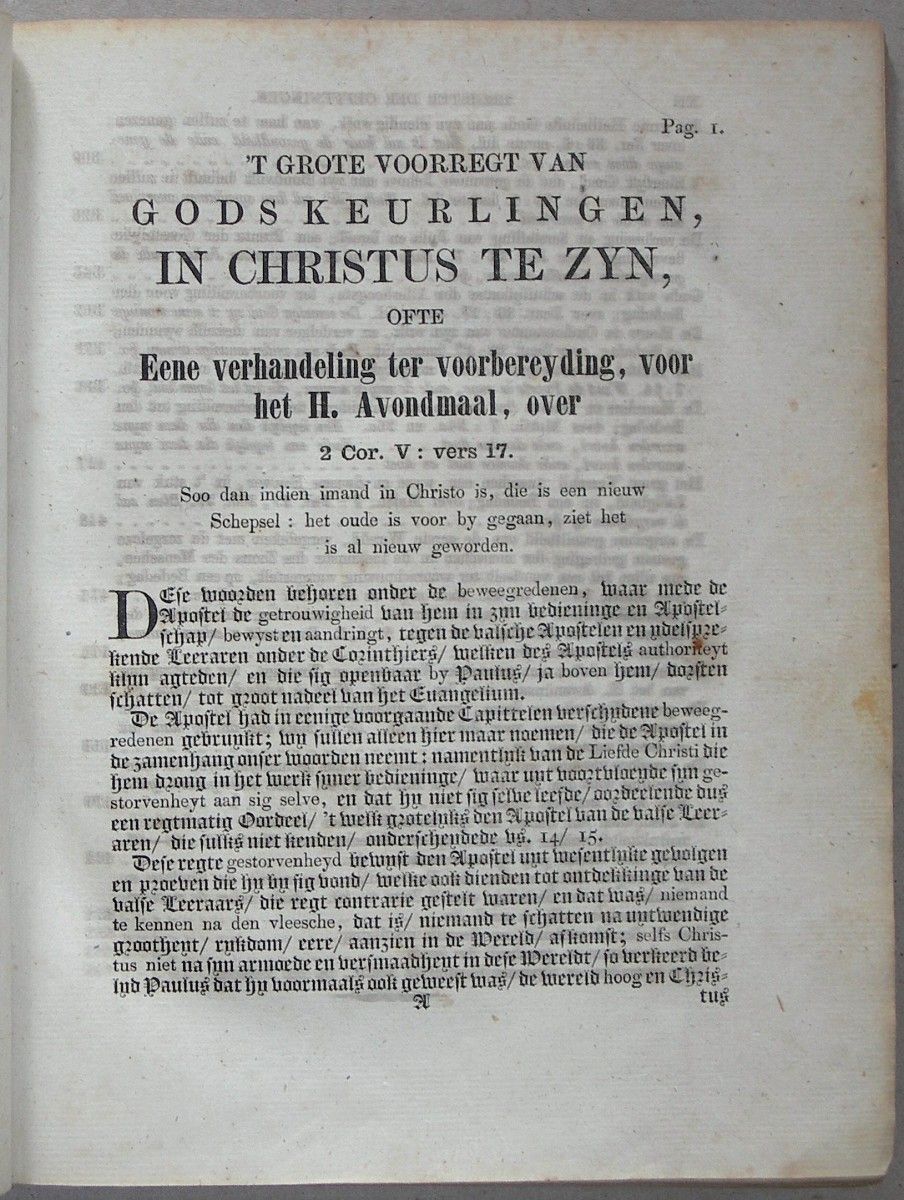 Pag. 1.
'T GROTE VOORREGT VAN
GODS KEURLINGEN,
IN CHRISTUS TE ZYN,
OFTE
Eene verhandeling ter voorbereyding, voor
het H. Avondmaal, over
2 Cor. V : vers 17.
Soo dan indien imand in Christo is, die is een nieuw
Schepsel : het oude is voor by gegaan, ziet het
is al nieuw geworden.
DEse woorden behoren onder de beweegredenen, waar mede de
Apostel de getrouwigheid van hem in zyn bedieninge en Apostel-
schap/ bewyst en aandringt, tegen de valsche Apostelen en ydelspre-
kende Leeraren onder de Corinthiers/ welken des Apostels authoriteyt
klyn agteden/ en die sig openbaar by Paulus/ ja boven hem/ dorsten
schatten/ tot groot nadeel van het Euangelium.
De Apostel had in eenige voorgaande Capittelen verschydene beweeg-
redenen gebruykt; wy sullen alleen hier maar noemen/ die de Apostel in
de zamenhang onser woorden neemt: namentlyk van de Liefde Christi die
hem drong in het werk syner bedieninge/ waar uyt voortvloeyde syn ge-
storvenheyt aan sig selve, en dat hy niet sig selve leefde/ oordeelende dus
een regtmatig Oordeel/ 't welk grotelyks den Apostel van de valse Leer-
aren/ die sulks niet kenden/ onderscheydede vs. 14/ 15.
Dese regte gestorvenheyd bewyst den Apostel uyt wesentlyke gevolgen
en proeven die hy by sig vond/ welke ook dienden tot ontdekkinge van de
valse Leeraars/ die regt contrarie gestelt waren/ en dat was/ niemand
te kennen na den vleesche, dat is/ niemand te schatten na uytwendige
grootheyt/ rykdom/ eere/ aanzien in de Wereld/ afkomst; selfs Chris-
tus niet na syn armoede en versmaadheyt in dese Wereldt/ so verkeerd be-
lyd Paulus dat hy voormaals ook geweest was/ de wereld hoog en Chris-
A tus